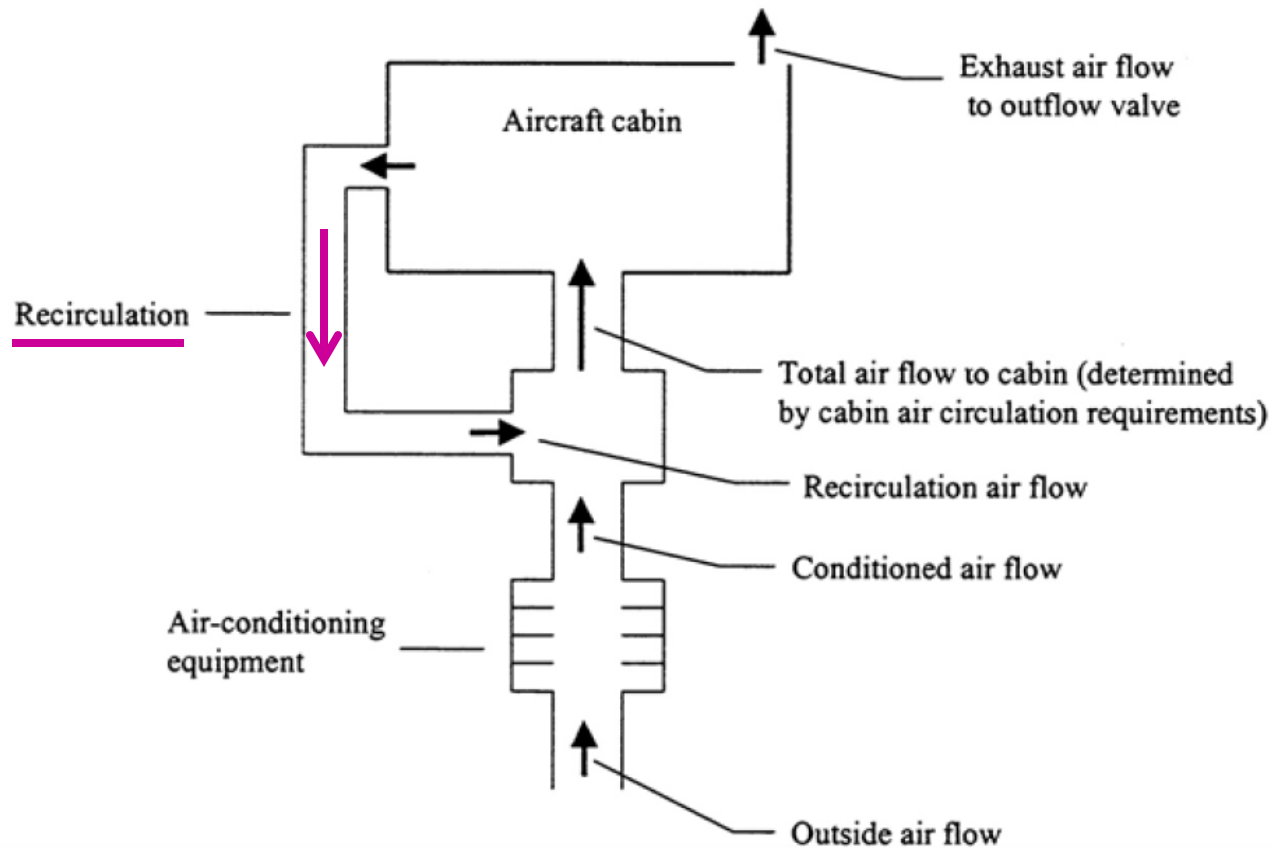 Exhaust air flow
to outflow valve
Aircraft cabin
Recirculation
Total air flow to cabin (determined
by cabin air circulation requirements)
Recirculation air flow
Conditioned air flow
Air-conditioning
equipment
Outside air flow